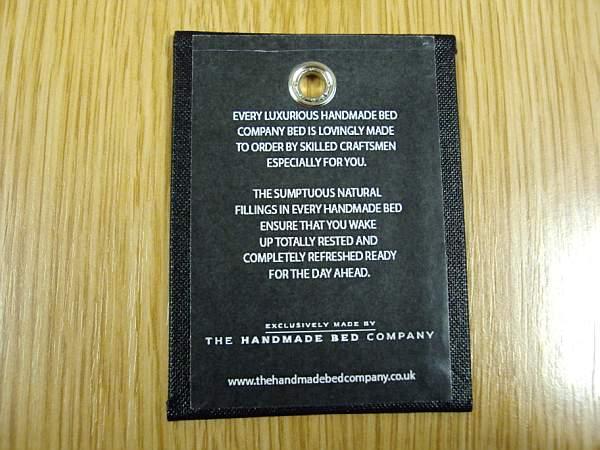 EVERY LUXURIOUS HANDMADE BED
COMPANY BED IS LOVINGLY MADE
TO ORDER BY SKILLED CRAFTSMEN
ESPECIALLY FOR YOU.
THE SUMPTUOUS NATURAL
FILLINGS IN EVERY HANDMADE BED
ENSURE THAT YOU WAKE
UP TOTALLY RESTED AND
COMPLETELY REFRESHED READY
FOR THE DAY AHEAD.
EXCLUSIVELY MADE BY
THE HANDMADE BED COMPANY
www.thehandmadebedcompany.co.uk